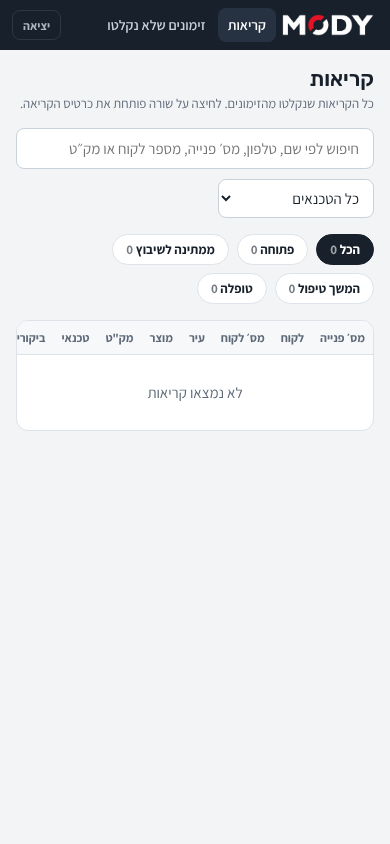 MODY קריאות זימונים שלא נקלטו יציאה
קריאות
כל הקריאות שנקלטו מהזימונים. לחיצה על שורה פותחת את כרטיס הקריאה.
חיפוש לפי שם, טלפון, מס׳ פנייה, מספר לקוח או מק״ט
כל הטכנאים
הכל 0 פתוחה 0 ממתינה לשיבוץ 0
המשך טיפול 0 טופלה 0
מס׳ פנייה לקוח מס׳ לקוח עיר מוצר מק"ט טכנאי ביקורי
לא נמצאו קריאות